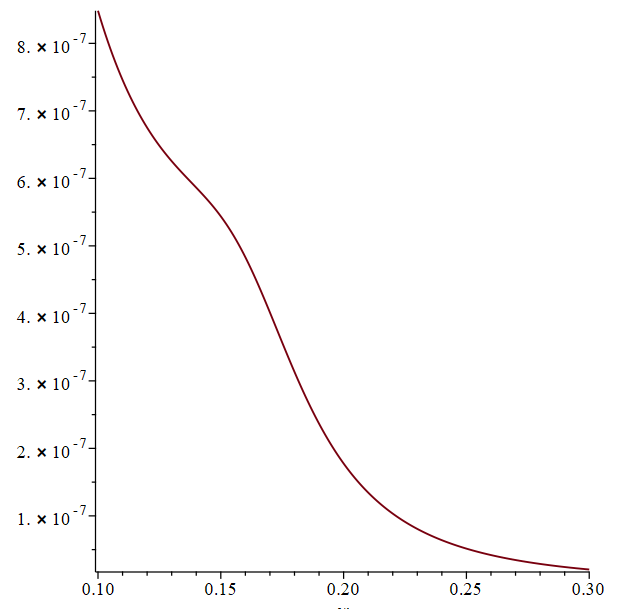 8. × 10⁻⁷
7. × 10⁻⁷
6. × 10⁻⁷
5. × 10⁻⁷
4. × 10⁻⁷
3. × 10⁻⁷
2. × 10⁻⁷
1. × 10⁻⁷
0.10 0.15 0.20 0.25 0.30